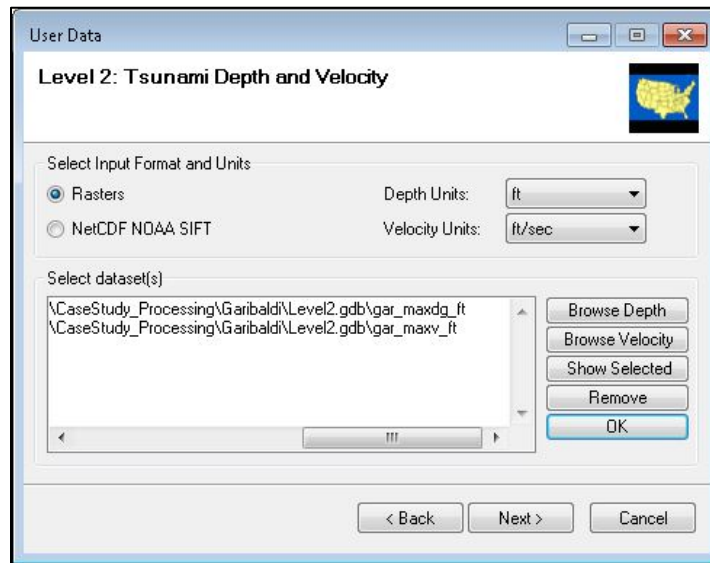 User Data
Level 2: Tsunami Depth and Velocity
Select Input Format and Units
Rasters
Depth Units:
ft
NetCDF NOAA SIFT
Velocity Units:
ft/sec
Select dataset(s)
\CaseStudy_Processing\Garibaldi\Level2.gdb\gar_maxdg_ft
\CaseStudy_Processing\Garibaldi\Level2.gdb\gar_maxv_ft
Browse Depth
Browse Velocity
Show Selected
Remove
OK
< Back
Next >
Cancel